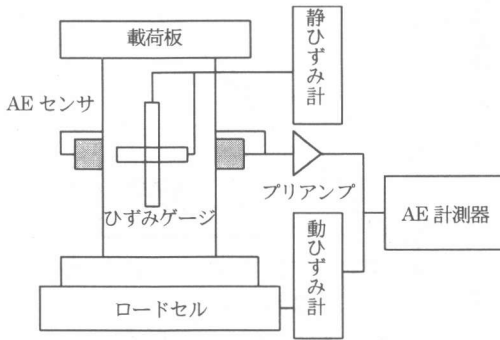 載荷板
静ひずみ計
AE センサ
プリアンプ
ひずみゲージ
AE 計測器
動ひずみ計
ロードセル